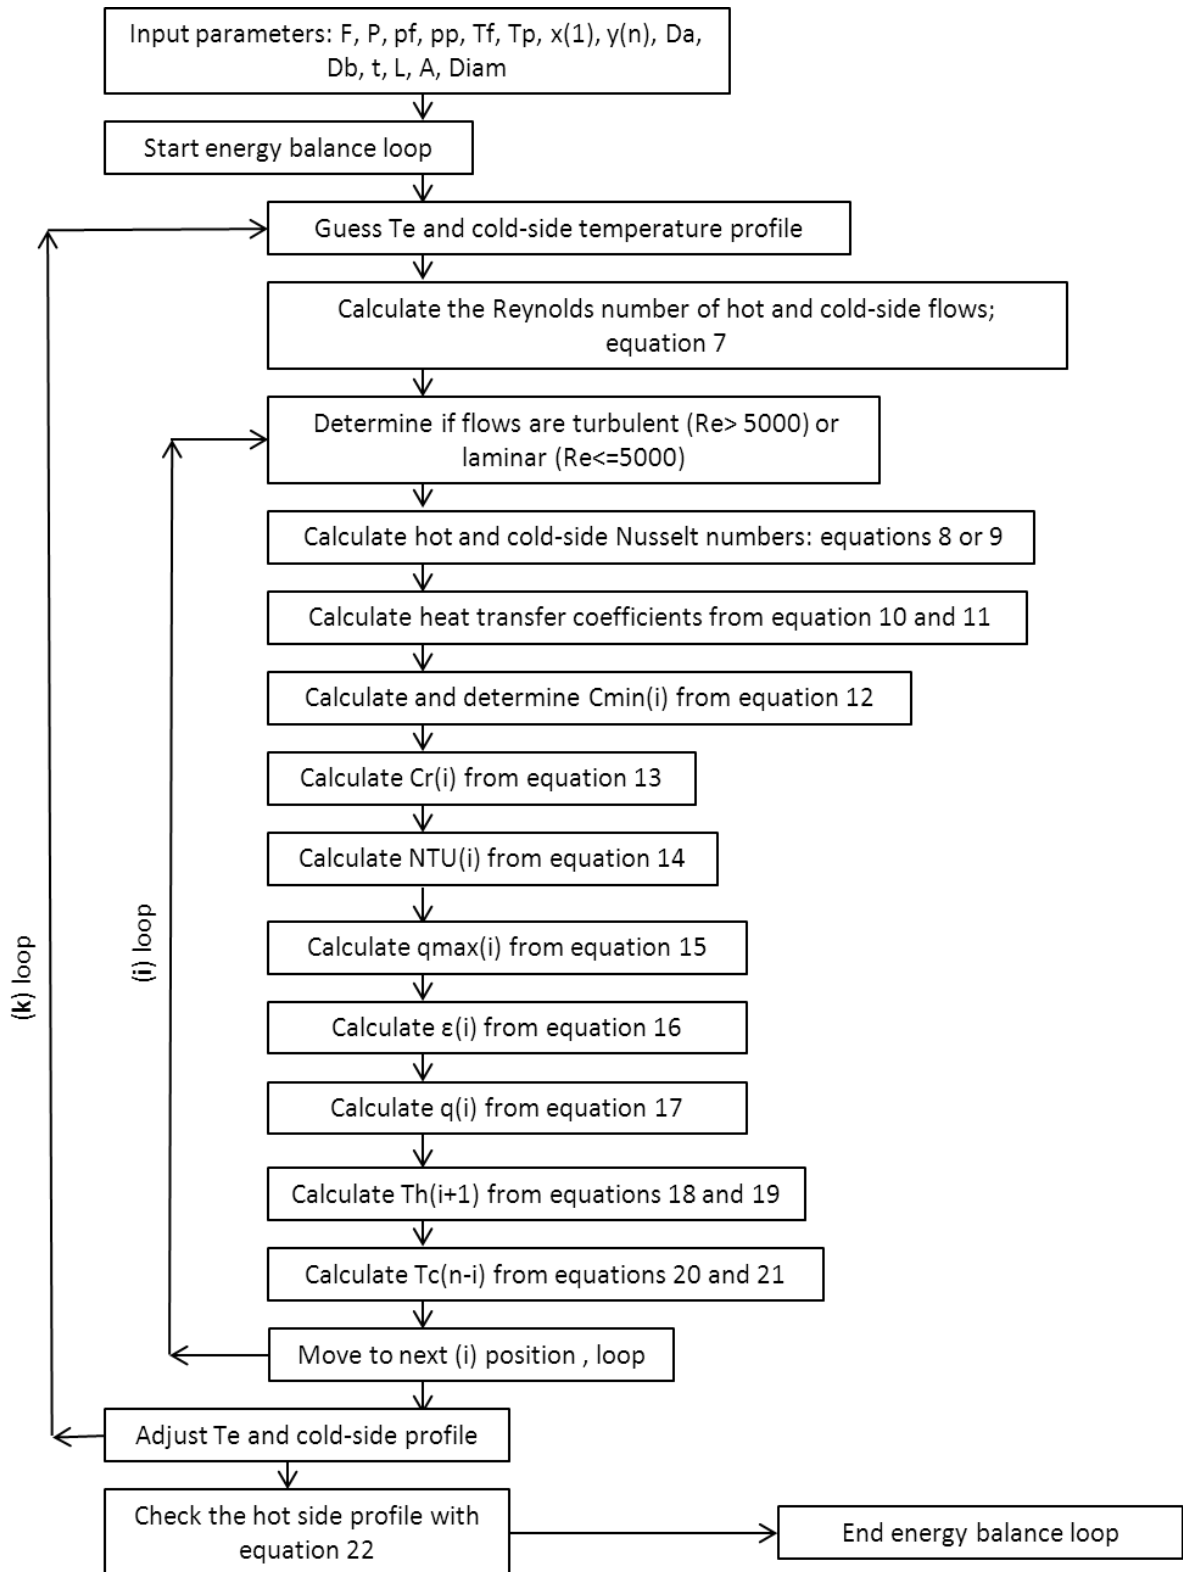 Input parameters: F, P, pf, pp, Tf, Tp, x(1), y(n), Da,
Db, t, L, A, Diam
Start energy balance loop
Guess Te and cold-side temperature profile
Calculate the Reynolds number of hot and cold-side flows;
equation 7
Determine if flows are turbulent (Re> 5000) or
laminar (Re<=5000)
Calculate hot and cold-side Nusselt numbers: equations 8 or 9
Calculate heat transfer coefficients from equation 10 and 11
Calculate and determine Cmin(i) from equation 12
Calculate Cr(i) from equation 13
Calculate NTU(i) from equation 14
Calculate qmax(i) from equation 15
Calculate ε(i) from equation 16
Calculate q(i) from equation 17
Calculate Th(i+1) from equations 18 and 19
Calculate Tc(n-i) from equations 20 and 21
Move to next (i) position , loop
(i) loop
(k) loop
Adjust Te and cold-side profile
Check the hot side profile with
equation 22
End energy balance loop